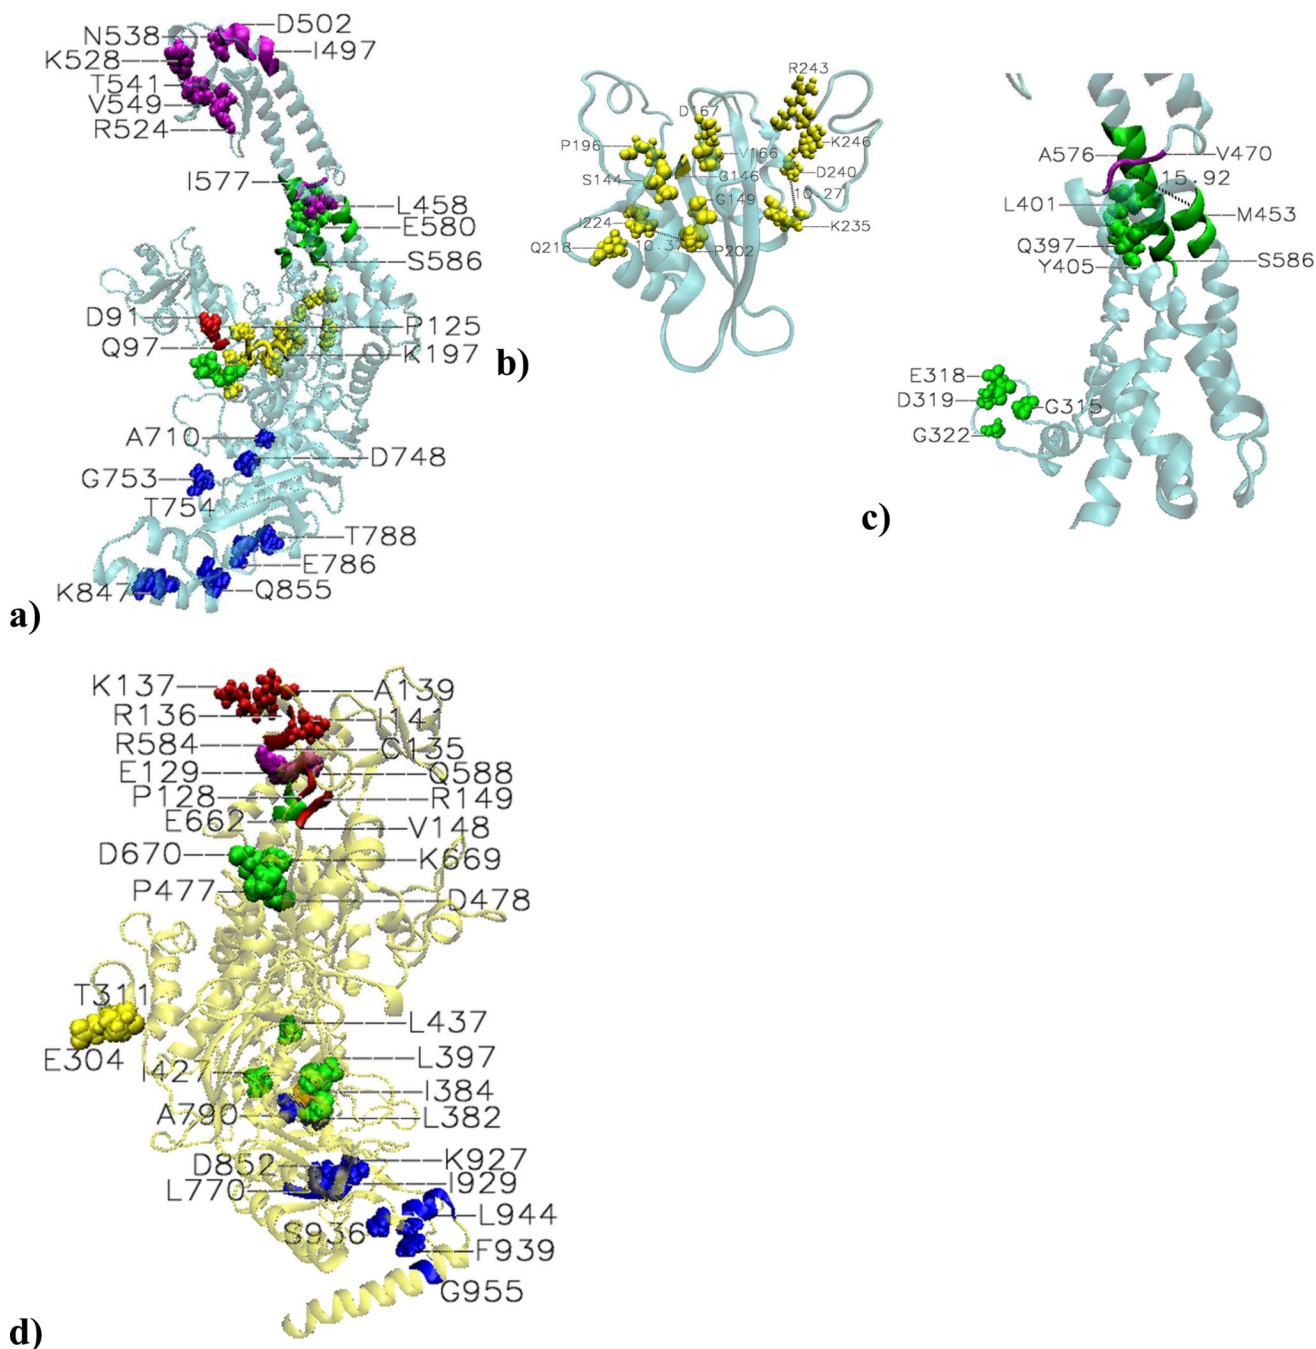 D502
N538
I497
K528
T541
V549
R524
I577
L458
E580
S586
D91
P125
Q97
K197
A710
D748
G753
T754
T788
E786
K847
Q855
a)
R243
D167
P196
V166
K246
S144
G146
D240
G149
10.27
I224
K235
Q218
10.37
P202
b)
A576
V470
15.92
L401
M453
Q397
Y405
S586
E318
D319
G315
G322
c)
K137
A139
R136
I141
R584
C135
E129
Q588
P128
R149
E662
V148
D670
K669
P477
D478
T311
L437
E304
L397
I427
I384
A790
L382
D852
K927
L770
I929
L944
S936
F939
G955
d)